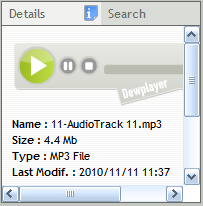 Details Search
Dewplayer
Name : 11-AudioTrack 11.mp3
Size : 4.4 Mb
Type : MP3 File
Last Modif. : 2010/11/11 11:37